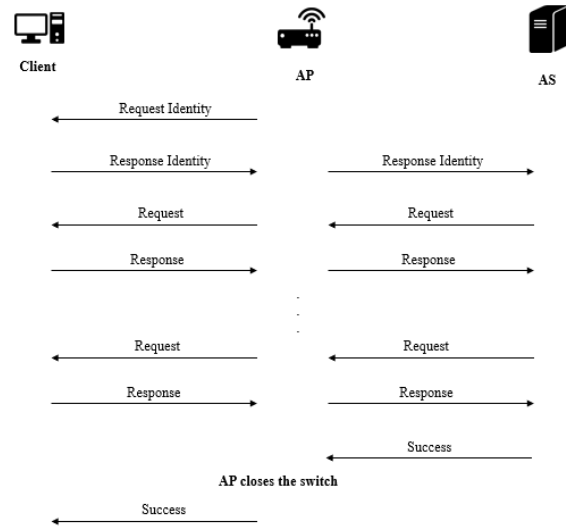 Client
AP
AS
Request Identity
Response Identity Response Identity
Request Request
Response Response
.
.
.
Request Request
Response Response
Success
AP closes the switch
Success